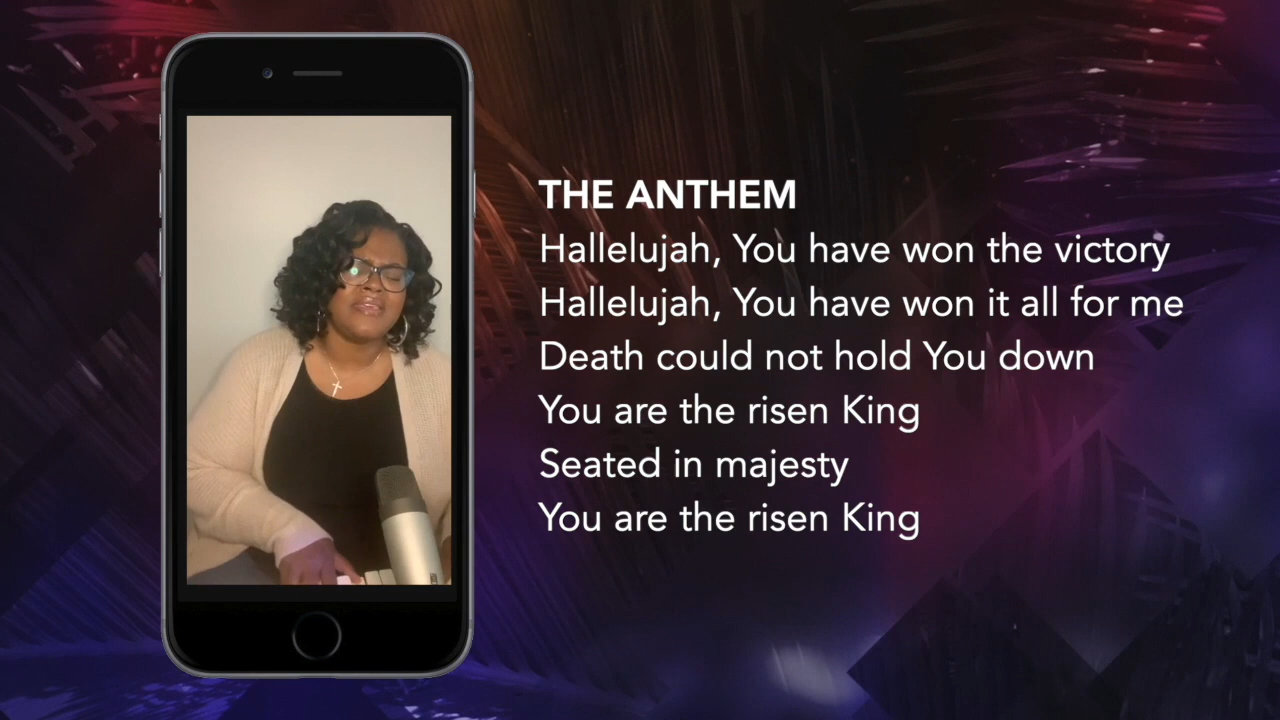 THE ANTHEM
Hallelujah, You have won the victory
Hallelujah, You have won it all for me
Death could not hold You down
You are the risen King
Seated in majesty
You are the risen King